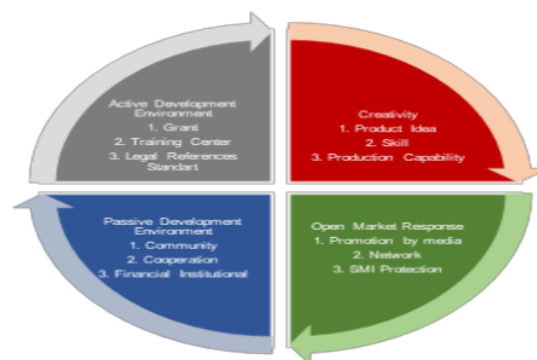 Active Development
Environment
1. Grant
2. Training Center
3. Legal References
Standart
Creativity
1. Product Idea
2. Skill
3. Production Capability
Passive Development
Environment
1. Community
2. Cooperation
3. Financial Institutional
Open Market Response
1. Promotion by media
2. Network
3. SMI Protection